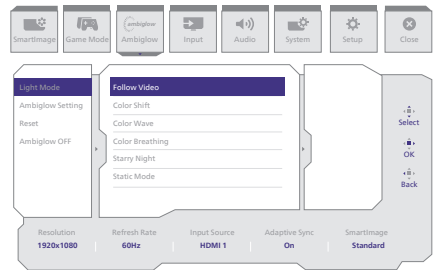 ambiglow
SmartImage Game Mode Ambiglow Input Audio System Setup Close
Light Mode
Ambiglow Setting
Reset
Ambiglow OFF
Follow Video
Color Shift
Color Wave
Color Breathing
Starry Night
Static Mode
Select
OK
Back
Resolution Refresh Rate Input Source Adaptive Sync SmartImage
1920x1080 60Hz HDMI 1 On Standard